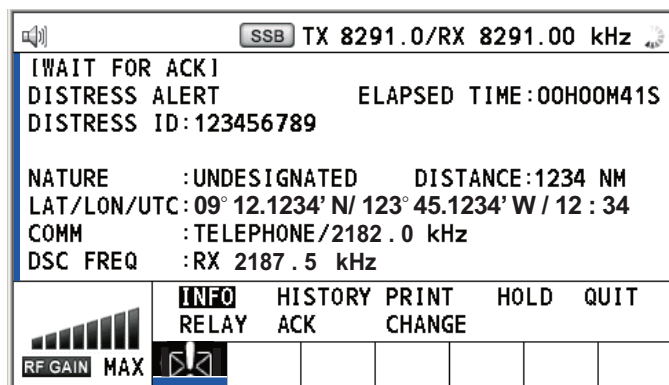 SSB TX 8291.0/RX 8291.00 kHz
[WAIT FOR ACK]
DISTRESS ALERT ELAPSED TIME:00H00M41S
DISTRESS ID:123456789
NATURE :UNDESIGNATED DISTANCE:1234 NM
LAT/LON/UTC:09° 12.1234' N/ 123° 45.1234' W / 12 : 34
COMM :TELEPHONE/2182 . 0 kHz
DSC FREQ :RX 2187 . 5 kHz
INFO HISTORY PRINT HOLD QUIT
RELAY ACK CHANGE
RF GAIN MAX